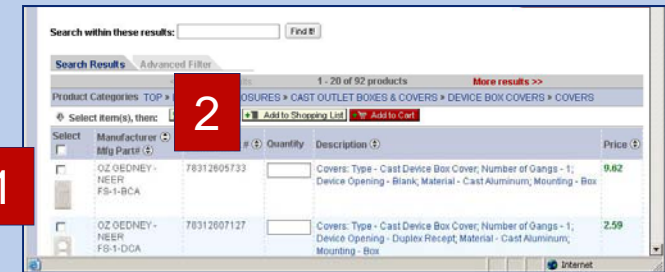 Search within these results:
Find It!
Search Results Advanced Filter
1 - 20 of 92 products More results >>
Product Categories TOP » OSURES » CAST OUTLET BOXES & COVERS » DEVICE BOX COVERS » COVERS
Select item(s), then: Add to Shopping List Add to Cart
2
Select Manufacturer Mfg Part# # Quantity Description Price
1
OZ GEDNEY - NEER FS-1-BCA 78312605733 Covers: Type - Cast Device Box Cover; Number of Gangs - 1; 9.62
Device Opening - Blank; Material - Cast Aluminum; Mounting - Box
OZ GEDNEY - NEER FS-1-DCA 78312607127 Covers: Type - Cast Device Box Cover; Number of Gangs - 1; 2.59
Device Opening - Duplex Recept; Material - Cast Aluminum;
Mounting - Box
Internet